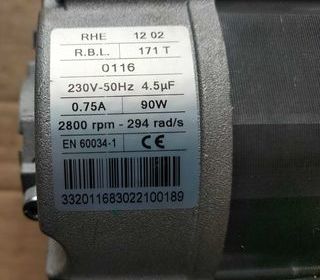 RHE 12 02
R.B.L. 171 T
0116
230V-50Hz 4.5µF
0.75A 90W
2800 rpm - 294 rad/s
EN 60034-1 CE
332011683022100189